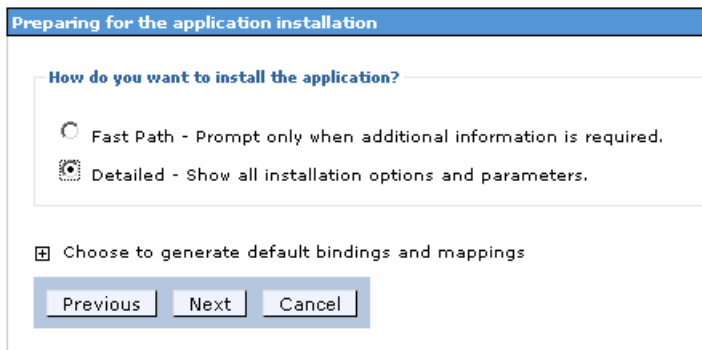 Preparing for the application installation
How do you want to install the application?
Fast Path - Prompt only when additional information is required.
Detailed - Show all installation options and parameters.
Choose to generate default bindings and mappings
Previous Next Cancel